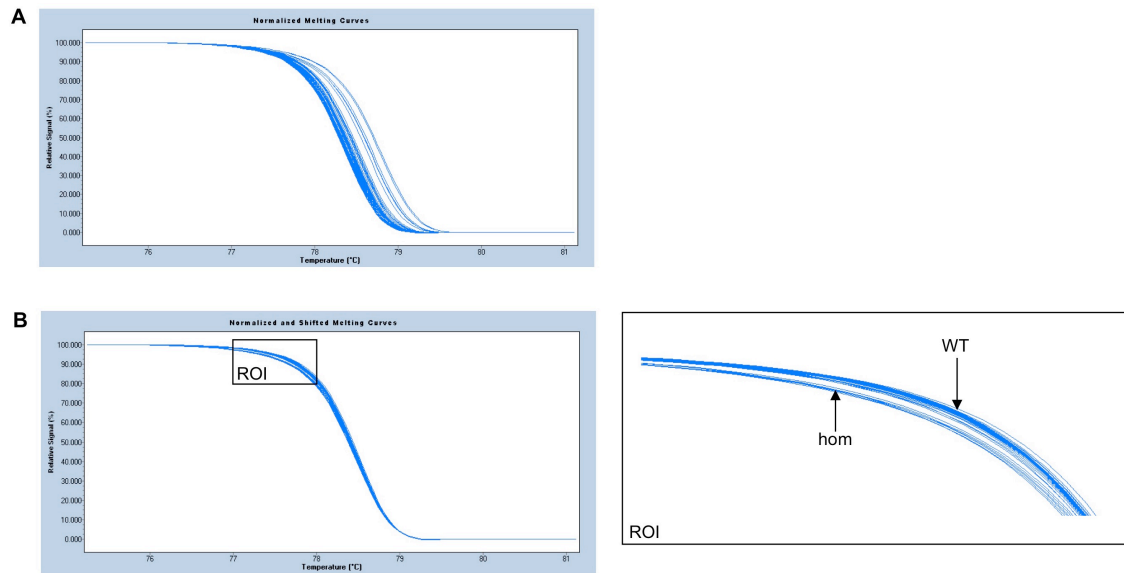 A
Normalized Melting Curves
Relative Signal (%)
100.000
90.000
80.000
70.000
60.000
50.000
40.000
30.000
20.000
10.000
0.000
76 77 78 79 80 81
Temperature (°C)
B
Normalized and Shifted Melting Curves
Relative Signal (%)
100.000
90.000
80.000
70.000
60.000
50.000
40.000
30.000
20.000
10.000
0.000
ROI
76 77 78 79 80 81
Temperature (°C)
WT
hom
ROI